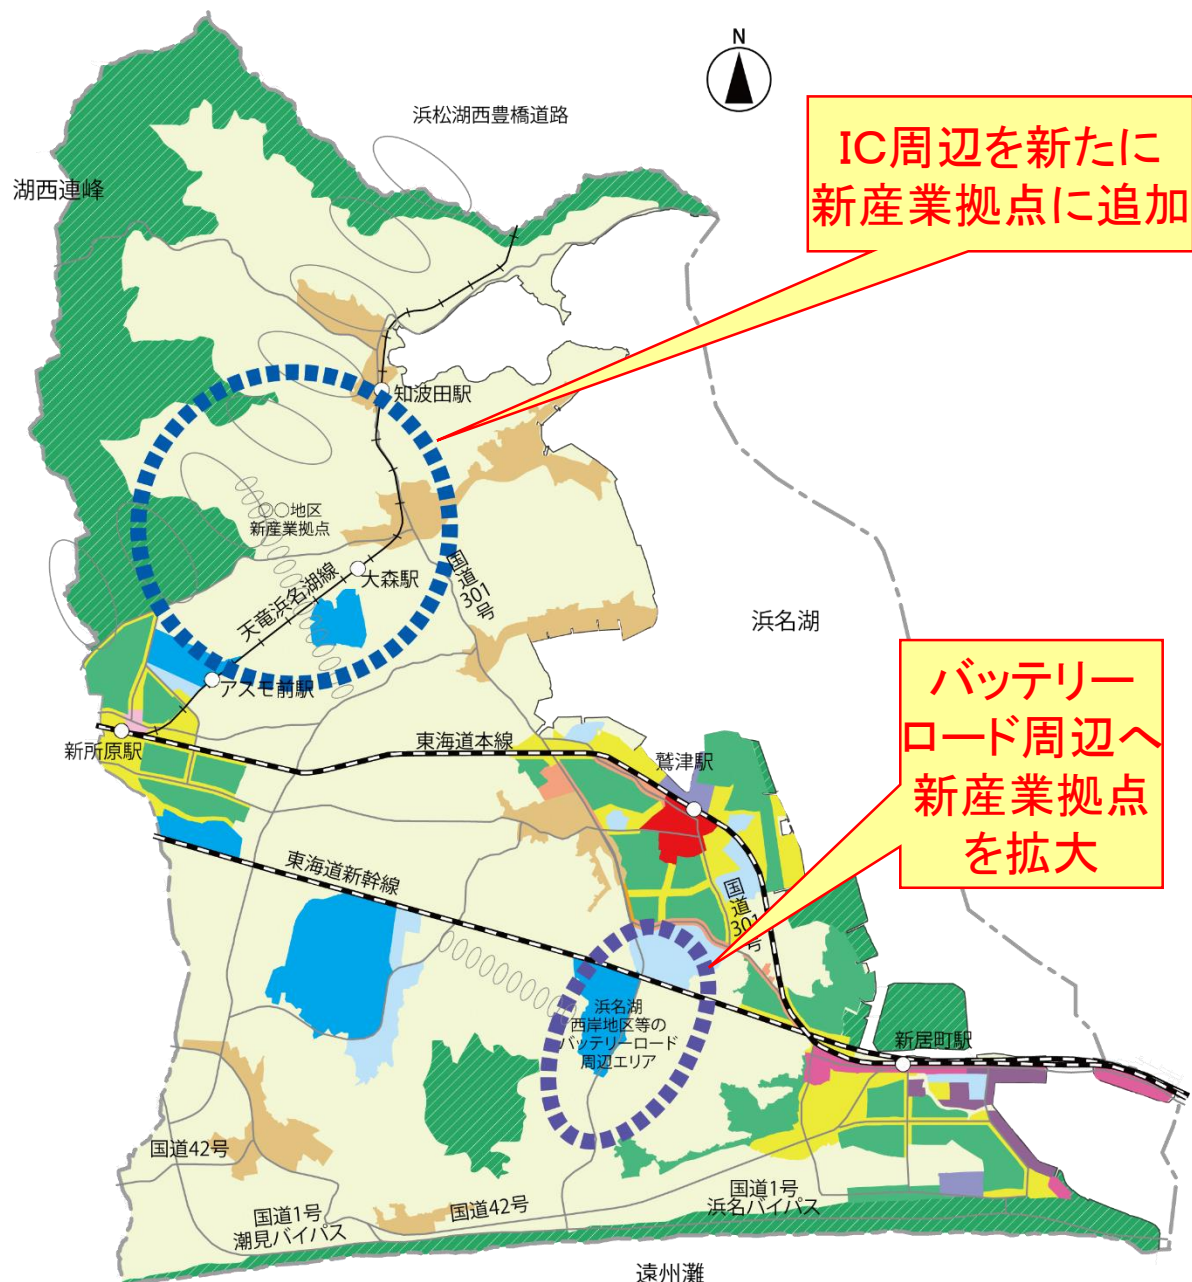 N
浜松湖西豊橋道路
IC周辺を新たに
新産業拠点に追加
湖西連峰
知波田駅
○○地区
新産業拠点
大森駅
国道301号
天竜浜名湖線
浜名湖
アスモ前駅
バッテリー
ロード周辺へ
新産業拠点
を拡大
新所原駅
東海道本線
鷲津駅
東海道新幹線
国道301号
浜名湖
西岸地区等の
バッテリーロード
周辺エリア
新居町駅
国道42号
国道1号
潮見バイパス
国道42号
国道1号
浜名バイパス
遠州灘